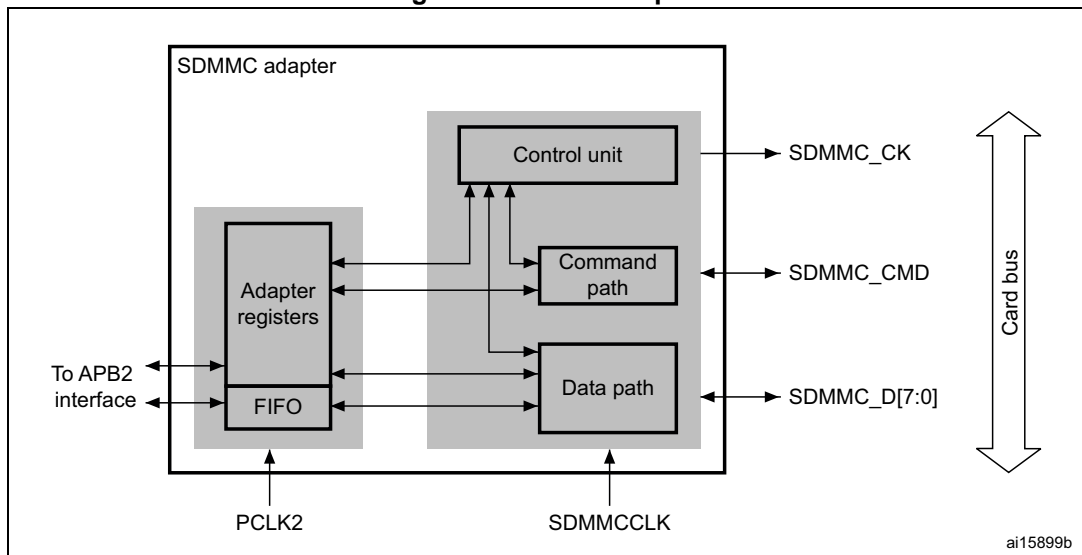 SDMMC adapter
Control unit
SDMMC_CK
Command
path
SDMMC_CMD
Adapter
registers
Card bus
To APB2
interface
FIFO
Data path
SDMMC_D[7:0]
PCLK2
SDMMCCLK
ai15899b